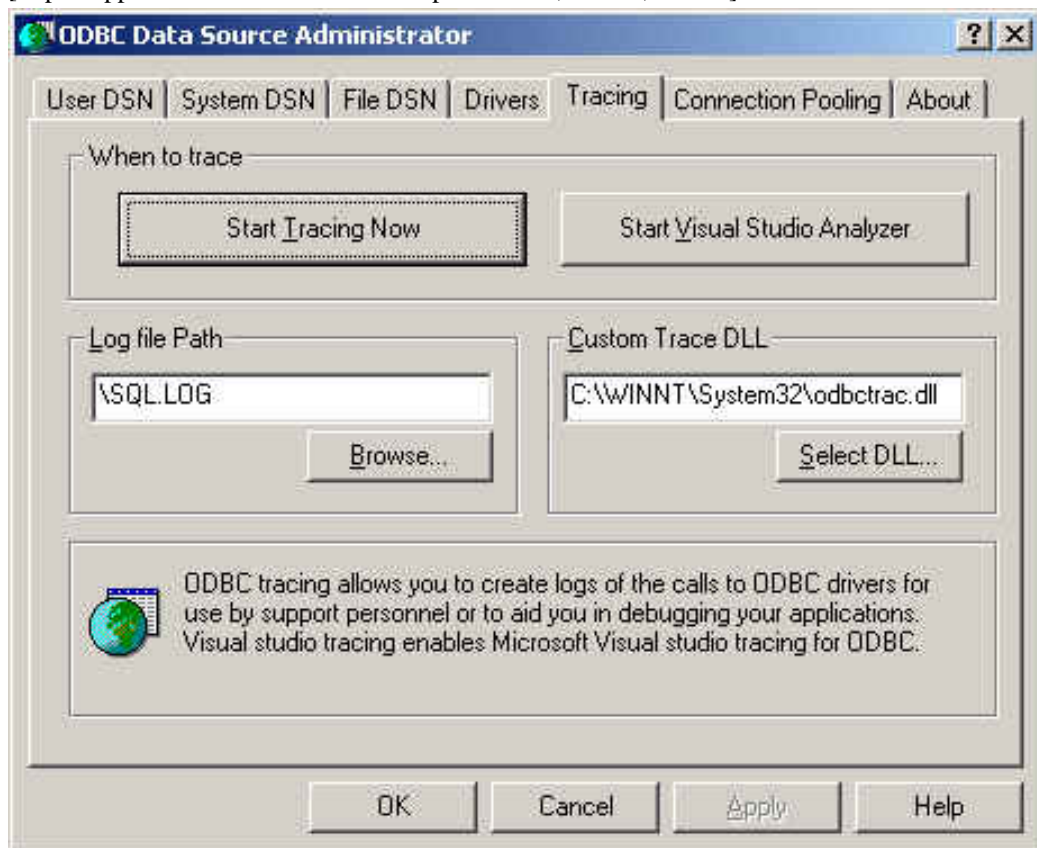 ODBC Data Source Administrator
? X
User DSN System DSN File DSN Drivers Tracing Connection Pooling About
When to trace
Start Tracing Now Start Visual Studio Analyzer
Log file Path Custom Trace DLL
\SQL.LOG C:\WINNT\System32\odbctrac.dll
Browse... Select DLL...
ODBC tracing allows you to create logs of the calls to ODBC drivers for
use by support personnel or to aid you in debugging your applications.
Visual studio tracing enables Microsoft Visual studio tracing for ODBC.
OK Cancel Apply Help